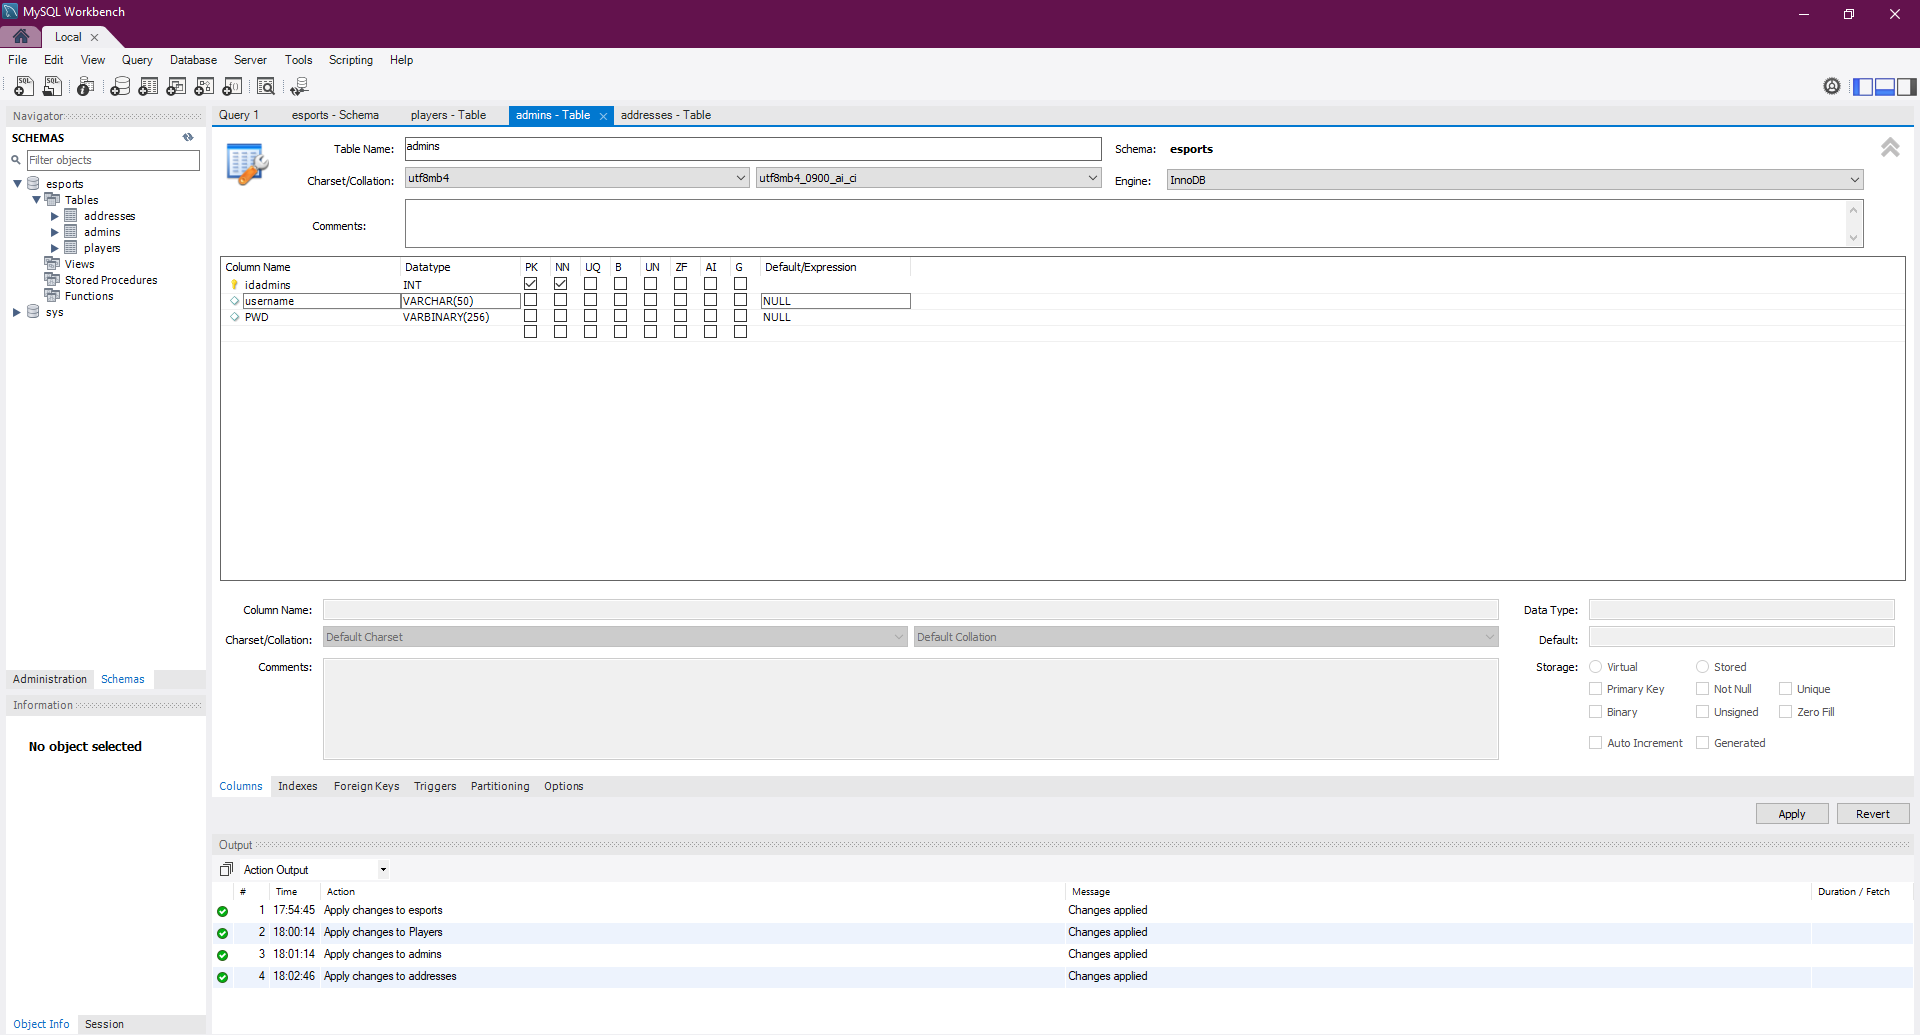 MySQL Workbench
Local
File Edit View Query Database Server Tools Scripting Help
Navigator
SCHEMAS
Filter objects
esports
Tables
addresses
admins
players
Views
Stored Procedures
Functions
sys
Administration Schemas
Information
No object selected
Object Info Session
Query 1 esports - Schema players - Table admins - Table addresses - Table
Table Name: admins Schema: esports
Charset/Collation: utf8mb4 utf8mb4_0900_ai_ci Engine: InnoDB
Comments:
Column Name Datatype PK NN UQ B UN ZF AI G Default/Expression
idadmins INT
username VARCHAR(50) NULL
PWD VARBINARY(256) NULL
Column Name: Data Type:
Charset/Collation: Default Charset Default Collation Default:
Comments: Storage: Virtual Stored
Primary Key Not Null Unique
Binary Unsigned Zero Fill
Auto Increment Generated
Columns Indexes Foreign Keys Triggers Partitioning Options
Apply Revert
Output
Action Output
# Time Action Message Duration / Fetch
1 17:54:45 Apply changes to esports Changes applied
2 18:00:14 Apply changes to Players Changes applied
3 18:01:14 Apply changes to admins Changes applied
4 18:02:46 Apply changes to addresses Changes applied